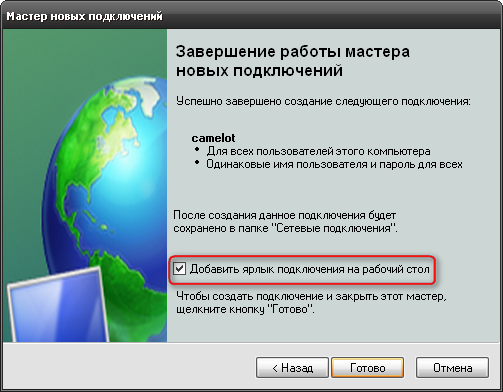 Мастер новых подключений
Завершение работы мастера
новых подключений
Успешно завершено создание следующего подключения:
camelot
• Для всех пользователей этого компьютера
• Одинаковые имя пользователя и пароль для всех
После создания данное подключения будет
сохранено в папке "Сетевые подключения".
Добавить ярлык подключения на рабочий стол
Чтобы создать подключение и закрыть этот мастер,
щелкните кнопку "Готово".
< Назад
Готово
Отмена